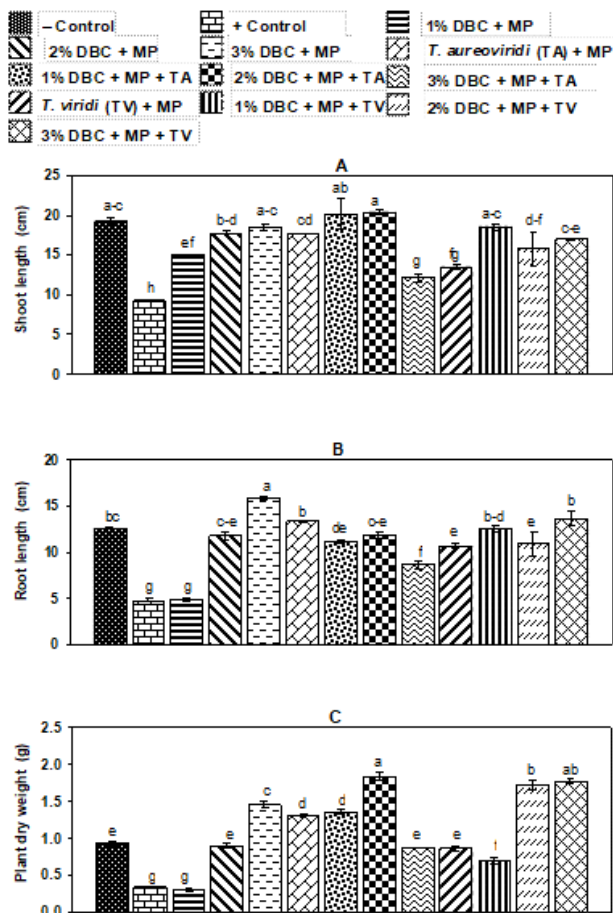 – Control + Control 1% DBC + MP
2% DBC + MP 3% DBC + MP T. aureoviridi (TA) + MP
1% DBC + MP + TA 2% DBC + MP + TA 3% DBC + MP + TA
T. viridi (TV) + MP 1% DBC + MP + TV 2% DBC + MP + TV
3% DBC + MP + TV
A
Shoot length (cm)
25
20
15
10
5
0
a-c h ef b-d a-c cd ab a g fg a-c d-f c-e
B
Root length (cm)
20
15
10
5
0
bc g g c-e a b de c-e f e b-d e b
C
Plant dry weight (g)
2.5
2.0
1.5
1.0
0.5
0.0
e g g e c d d a e e f b ab